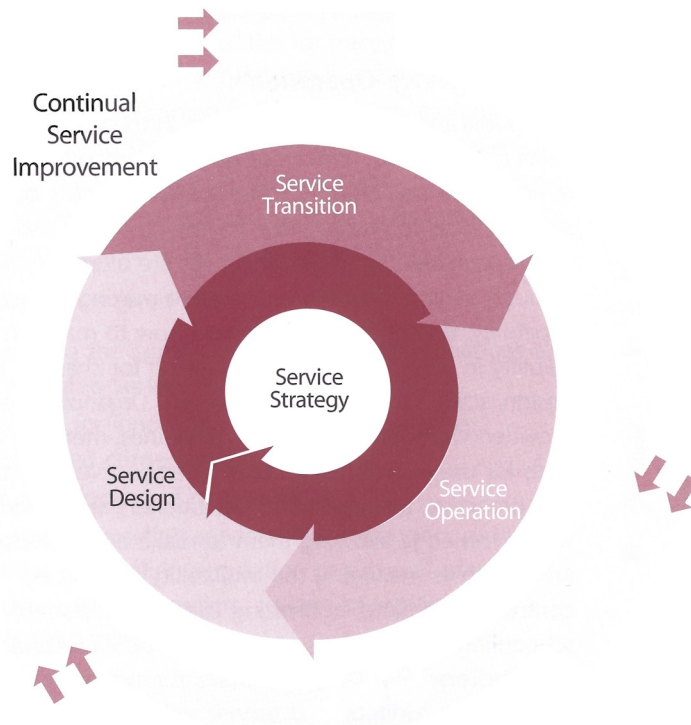 Continual
Service
Improvement
Service
Transition
Service
Strategy
Service
Design
Service
Operation